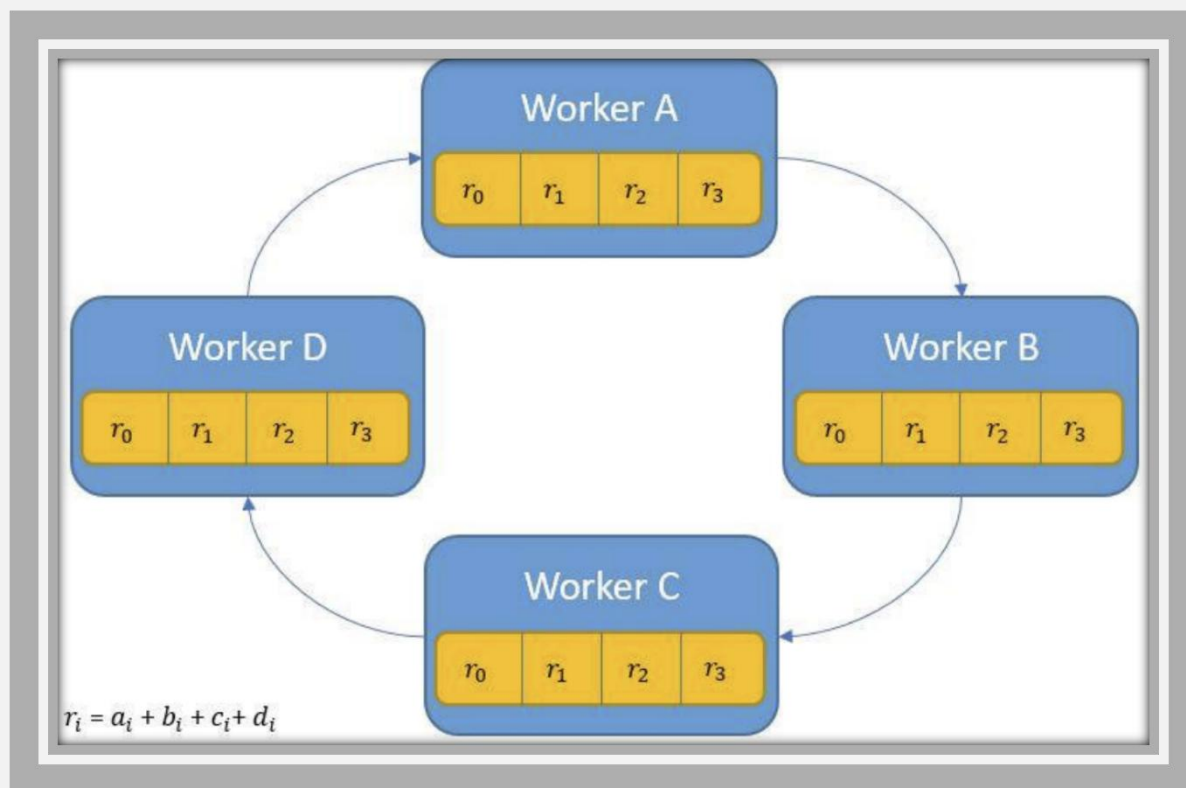 Worker A
r₀ r₁ r₂ r₃
Worker D
r₀ r₁ r₂ r₃
Worker B
r₀ r₁ r₂ r₃
Worker C
r₀ r₁ r₂ r₃
rᵢ = aᵢ + bᵢ + cᵢ+ dᵢ